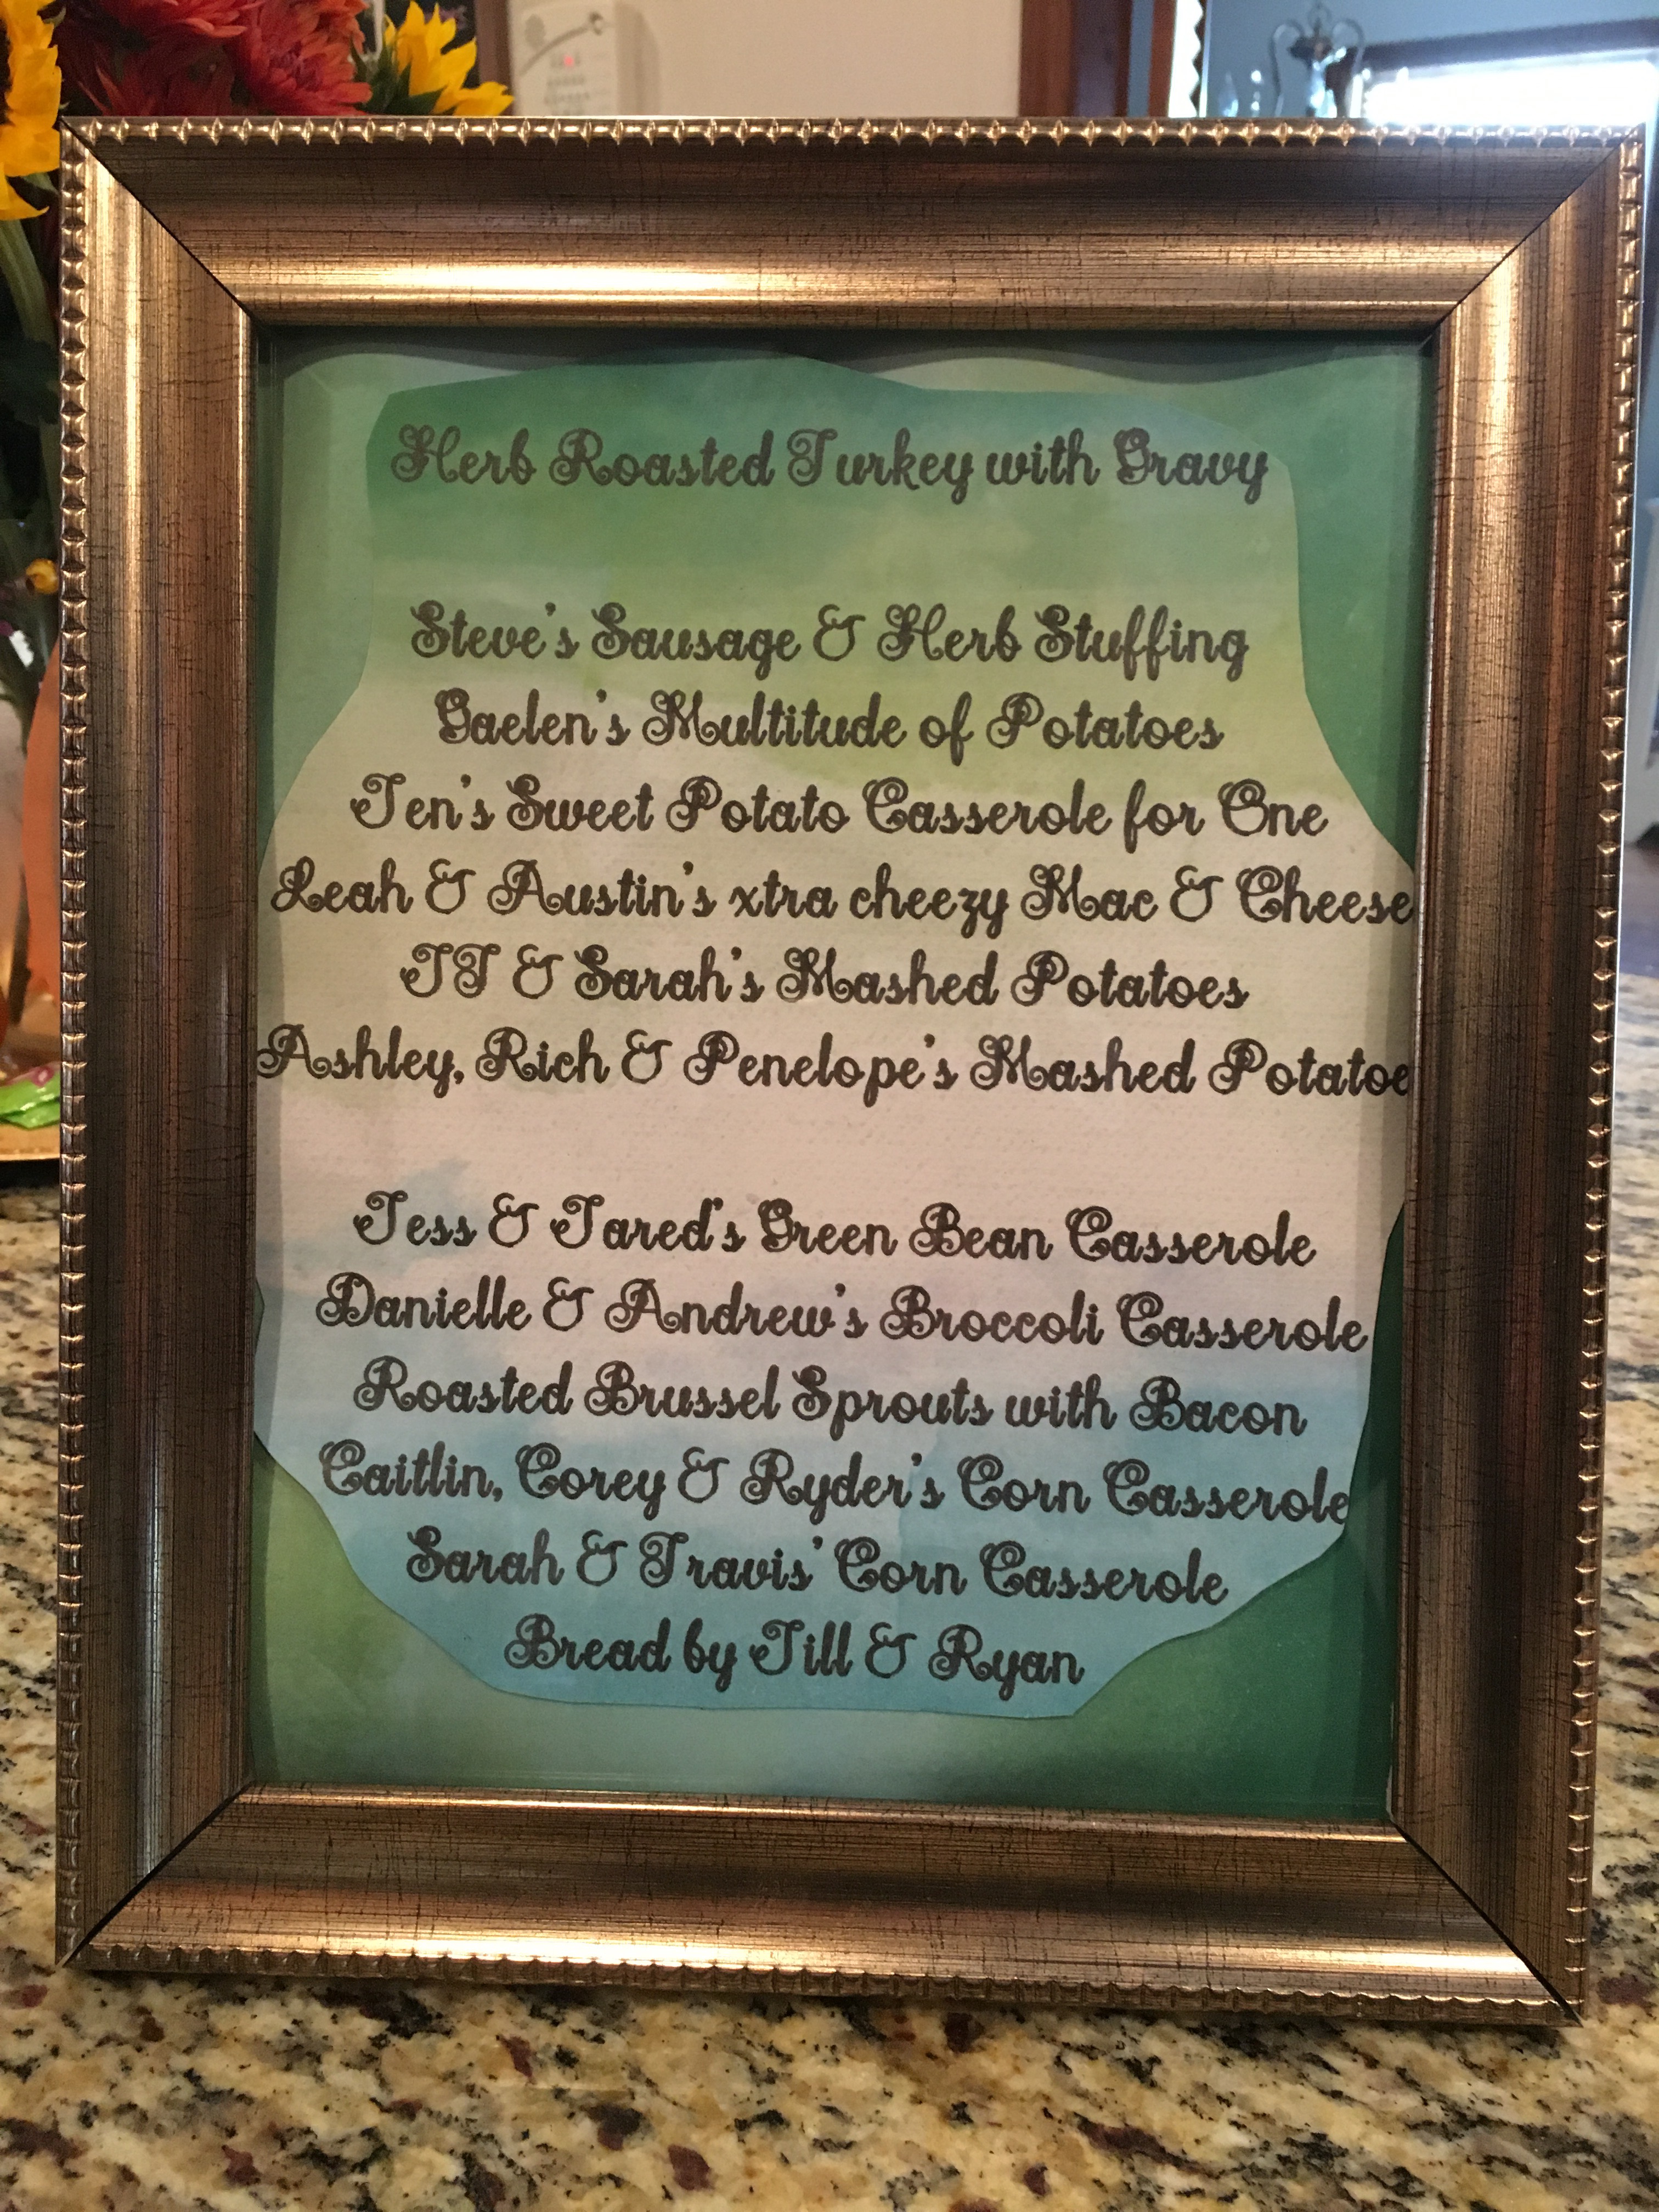 Herb Roasted Turkey with Gravy
Steve's Sausage & Herb Stuffing
Gaelen's Multitude of Potatoes
Jen's Sweet Potato Casserole for One
Leah & Austin's xtra cheezy Mac & Cheese
JT & Sarah's Mashed Potatoes
Ashley, Rich & Penelope's Mashed Potatoe
Jess & Jared's Green Bean Casserole
Danielle & Andrew's Broccoli Casserole
Roasted Brussel Sprouts with Bacon
Caitlin, Corey & Ryder's Corn Casserole
Sarah & Travis' Corn Casserole
Bread by Jill & Ryan